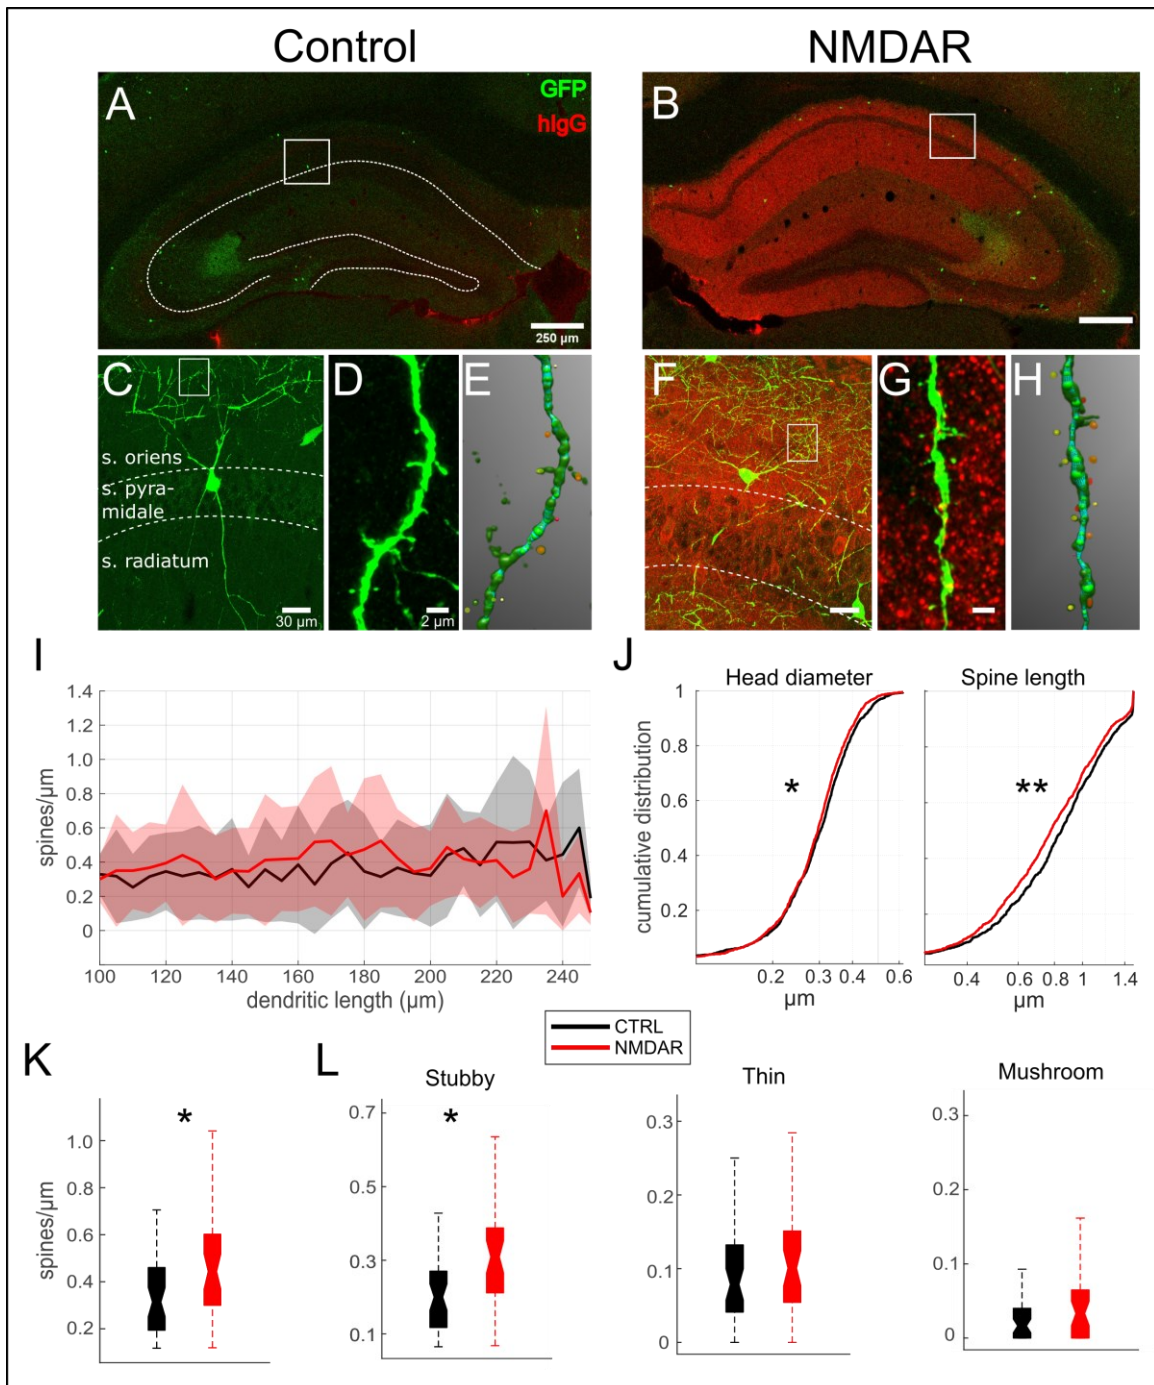 Control
NMDAR
A
GFP
hIgG
250 µm
B
C
s. oriens
s. pyra-
midale
s. radiatum
30 µm
D
2 µm
E
F
G
H
I
spines/µm
1.4
1.2
1.0
0.8
0.6
0.4
0.2
0
100 120 140 160 180 200 220 240
dendritic length (µm)
J
Head diameter
cumulative distribution
1
0.8
0.6
0.4
0.2
*
0.2 0.3 0.4 0.6
µm
Spine length
**
0.4 0.6 0.8 1 1.4
µm
CTRL
NMDAR
K
spines/µm
*
1.0
0.8
0.6
0.4
0.2
L
Stubby
*
0.7
0.5
0.3
0.1
Thin
0.3
0.2
0.1
0
Mushroom
0.3
0.2
0.1
0